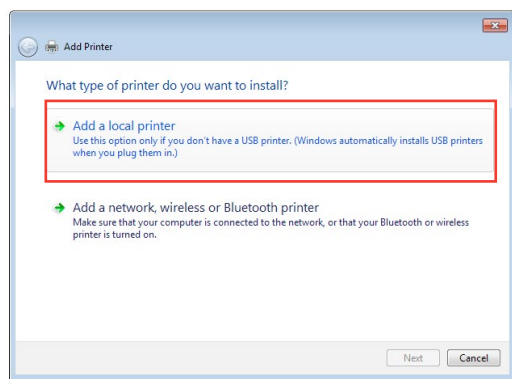 Add Printer
What type of printer do you want to install?
Add a local printer
Use this option only if you don't have a USB printer. (Windows automatically installs USB printers
when you plug them in.)
Add a network, wireless or Bluetooth printer
Make sure that your computer is connected to the network, or that your Bluetooth or wireless
printer is turned on.
Next
Cancel